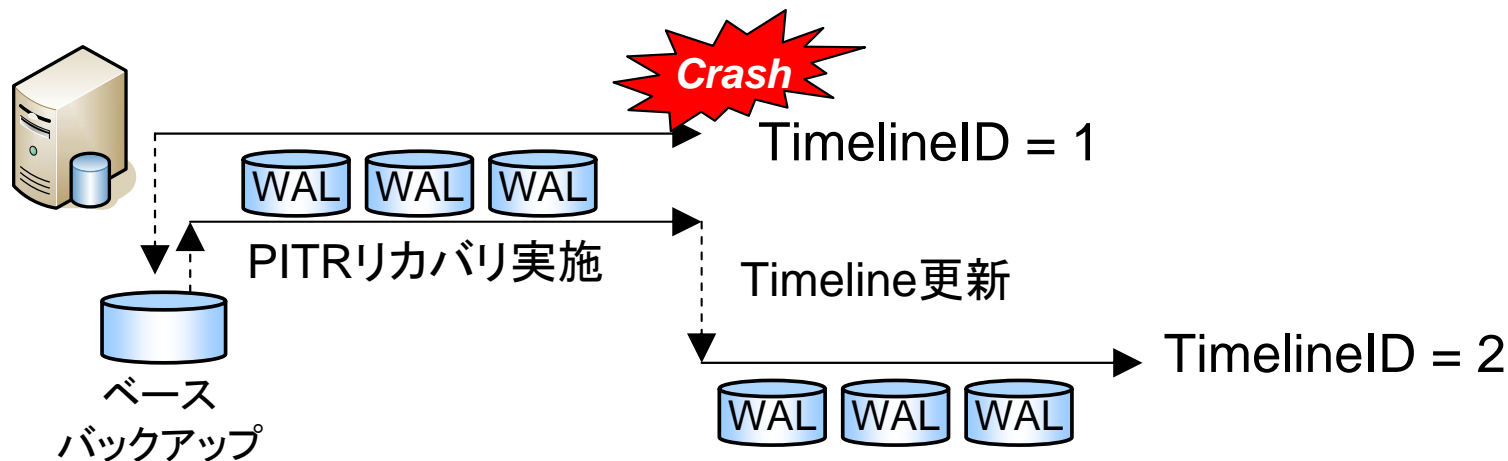 Crash
TimelineID = 1
WAL WAL WAL
PITRリカバリ実施
Timeline更新
TimelineID = 2
ベース
バックアップ
WAL WAL WAL